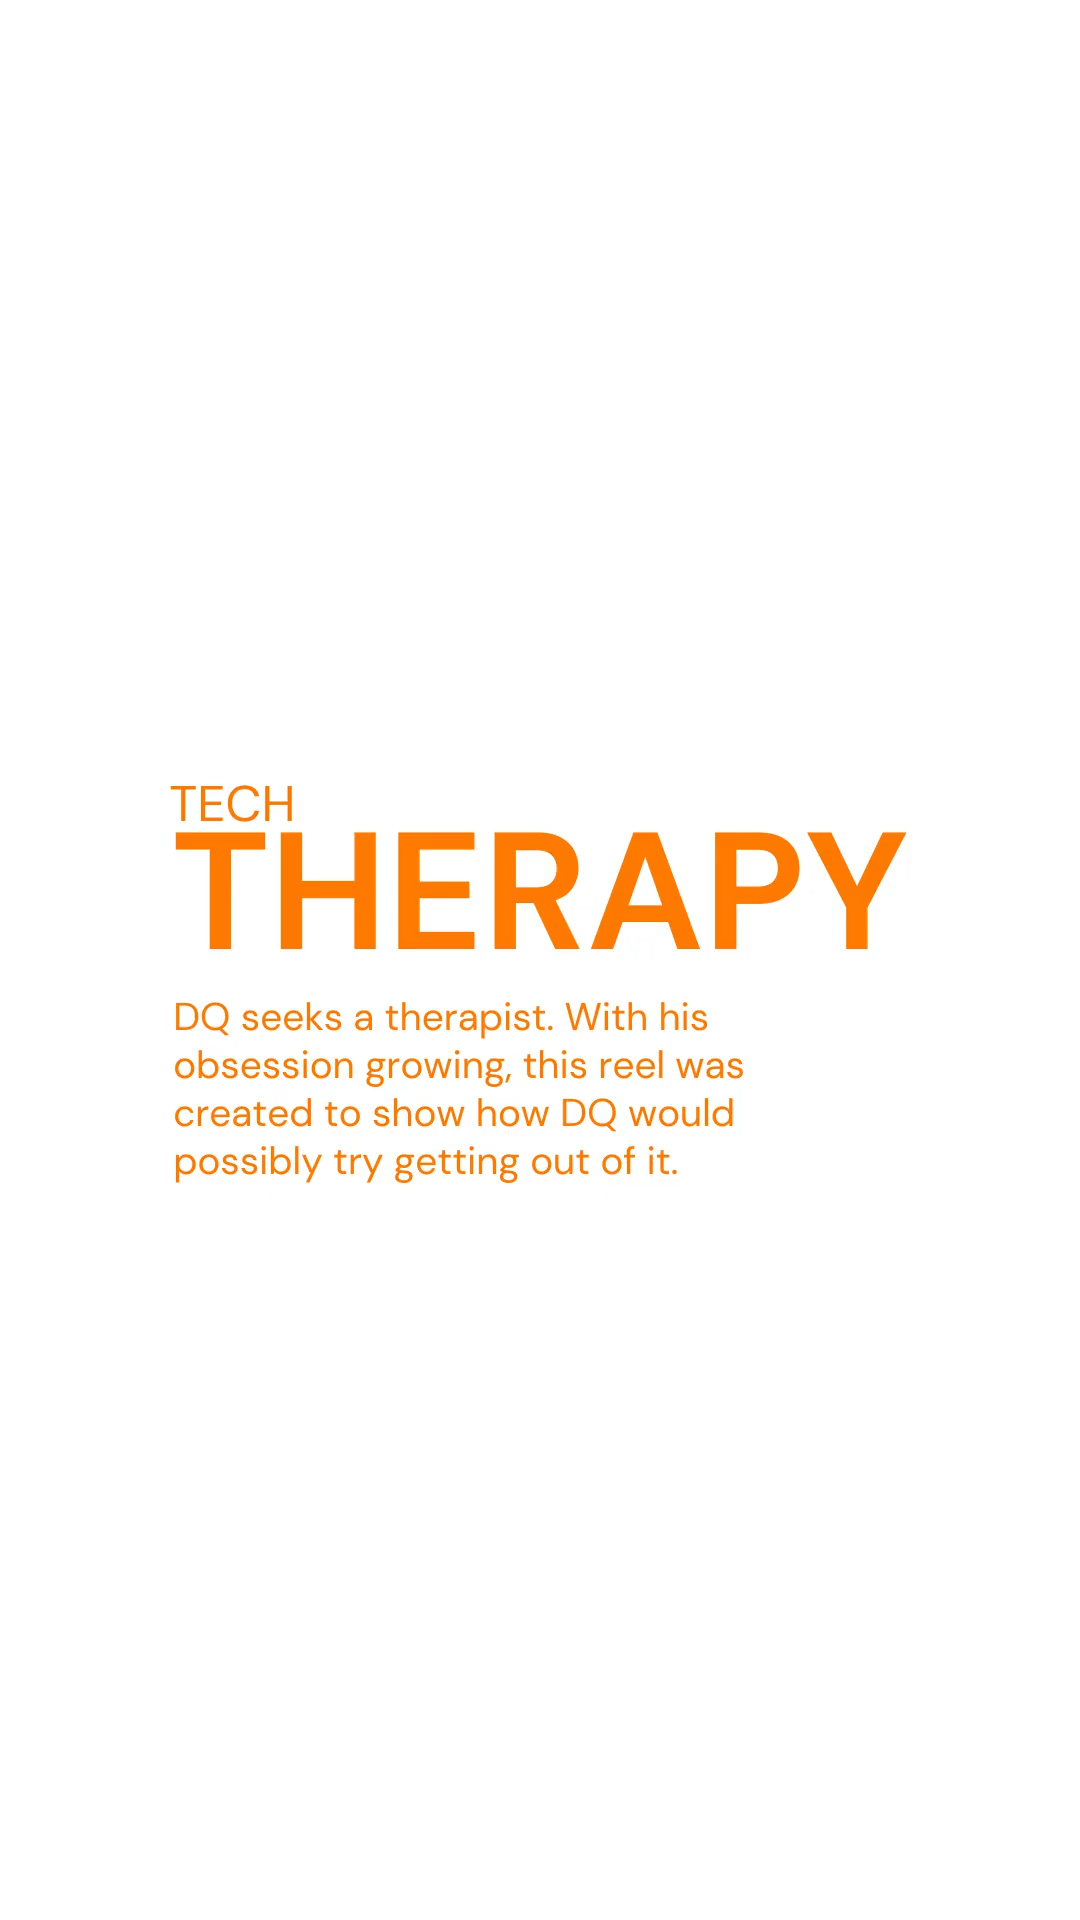 TECH
THERAPY
DQ seeks a therapist. With his
obsession growing, this reel was
created to show how DQ would
possibly try getting out of it.